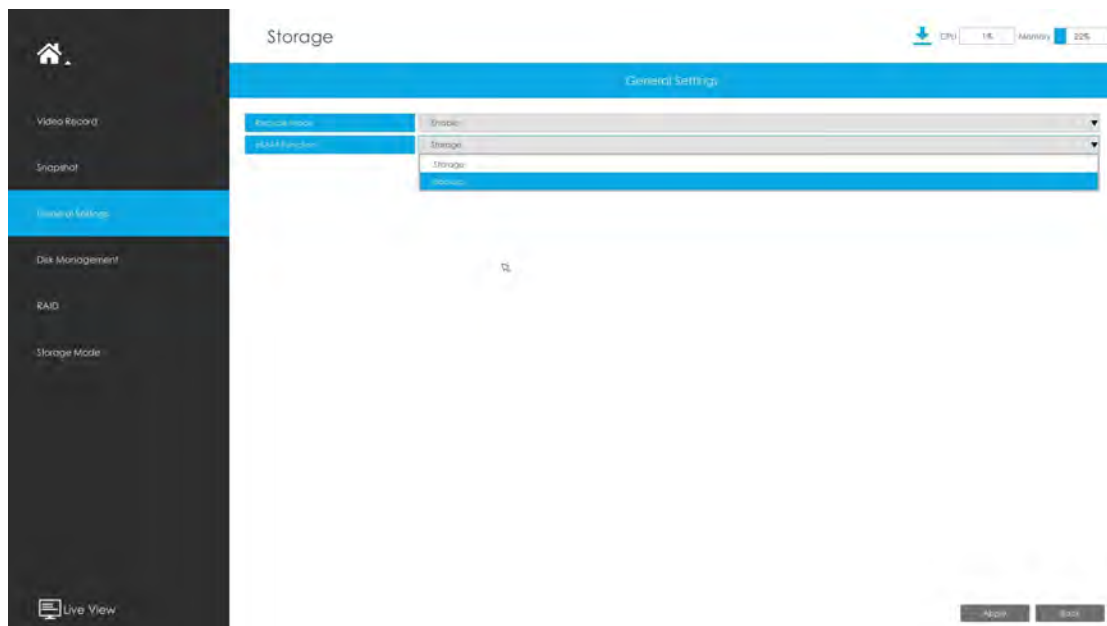 Storage
CPU 1% Memory 22%
General Settings
Video Record
Recycle Mode Enable
eSATA Function Storage
Storage
Snapshot
General Settings
Disk Management
RAID
Storage Mode
Live View
Apply Back